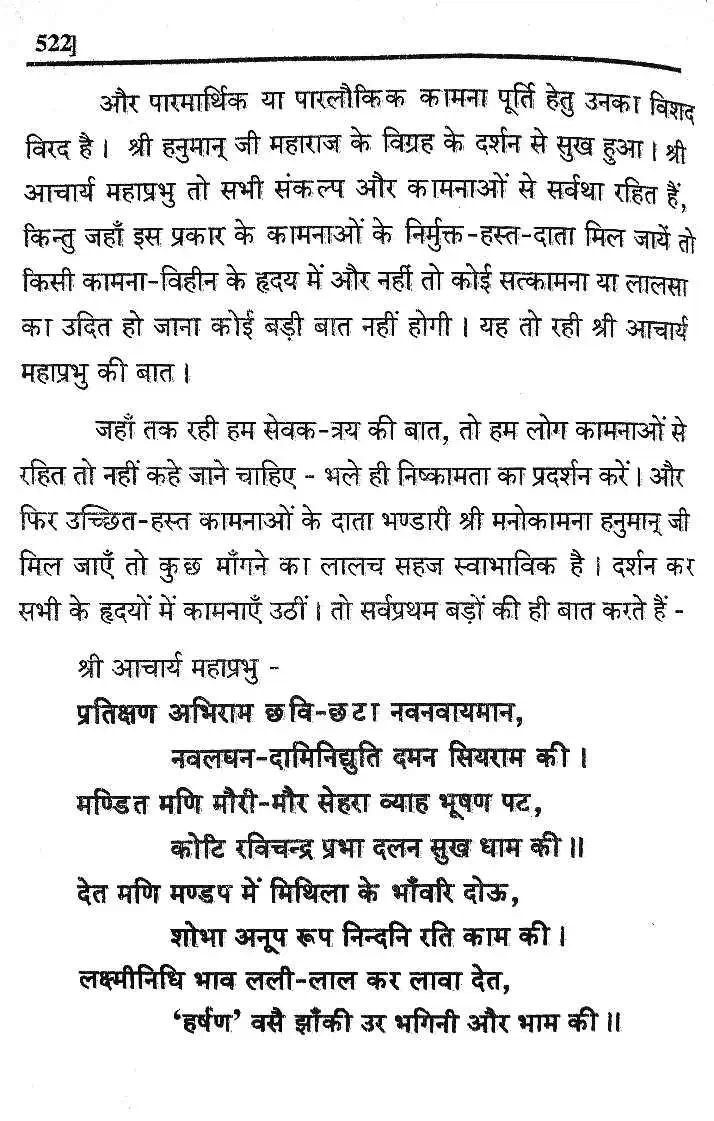 522]
और पारमार्थिक या पारलौकिक कामना पूर्ति हेतु उनका विशद
विरद है। श्री हनुमान् जी महाराज के विग्रह के दर्शन से सुख हुआ। श्री
आचार्य महाप्रभु तो सभी संकल्प और कामनाओं से सर्वथा रहित हैं,
किन्तु जहाँ इस प्रकार के कामनाओं के निर्मुक्त-हस्त-दाता मिल जायें तो
किसी कामना-विहीन के हृदय में और नहीं तो कोई सत्कामना या लालसा
का उदित हो जाना कोई बड़ी बात नहीं होगी। यह तो रही श्री आचार्य
महाप्रभु की बात।
जहाँ तक रही हम सेवक-त्रय की बात, तो हम लोग कामनाओं से
रहित तो नहीं कहे जाने चाहिए - भले ही निष्कामता का प्रदर्शन करें। और
फिर उच्छित-हस्त कामनाओं के दाता भण्डारी श्री मनोकामना हनुमान् जी
मिल जाएँ तो कुछ माँगने का लालच सहज स्वाभाविक है। दर्शन कर
सभी के हृदयों में कामनाएँ उठीं। तो सर्वप्रथम बड़ों की ही बात करते हैं -
श्री आचार्य महाप्रभु -
प्रतिक्षण अभिराम छवि-छटा नवनवायमान,
नवलघन-दामिनिद्युति दमन सियराम की।
मण्डित मणि मौरी-मौर सेहरा व्याह भूषण पट,
कोटि रविचन्द्र प्रभा दलन सुख धाम की॥
देत मणि मण्डप में मिथिला के भाँवरि दोऊ,
शोभा अनूप रूप निन्दनि रति काम की।
लक्ष्मीनिधि भाव लली-लाल कर लावा देत,
‘हर्षण’ वसै झाँकी उर भगिनी और भाम की॥